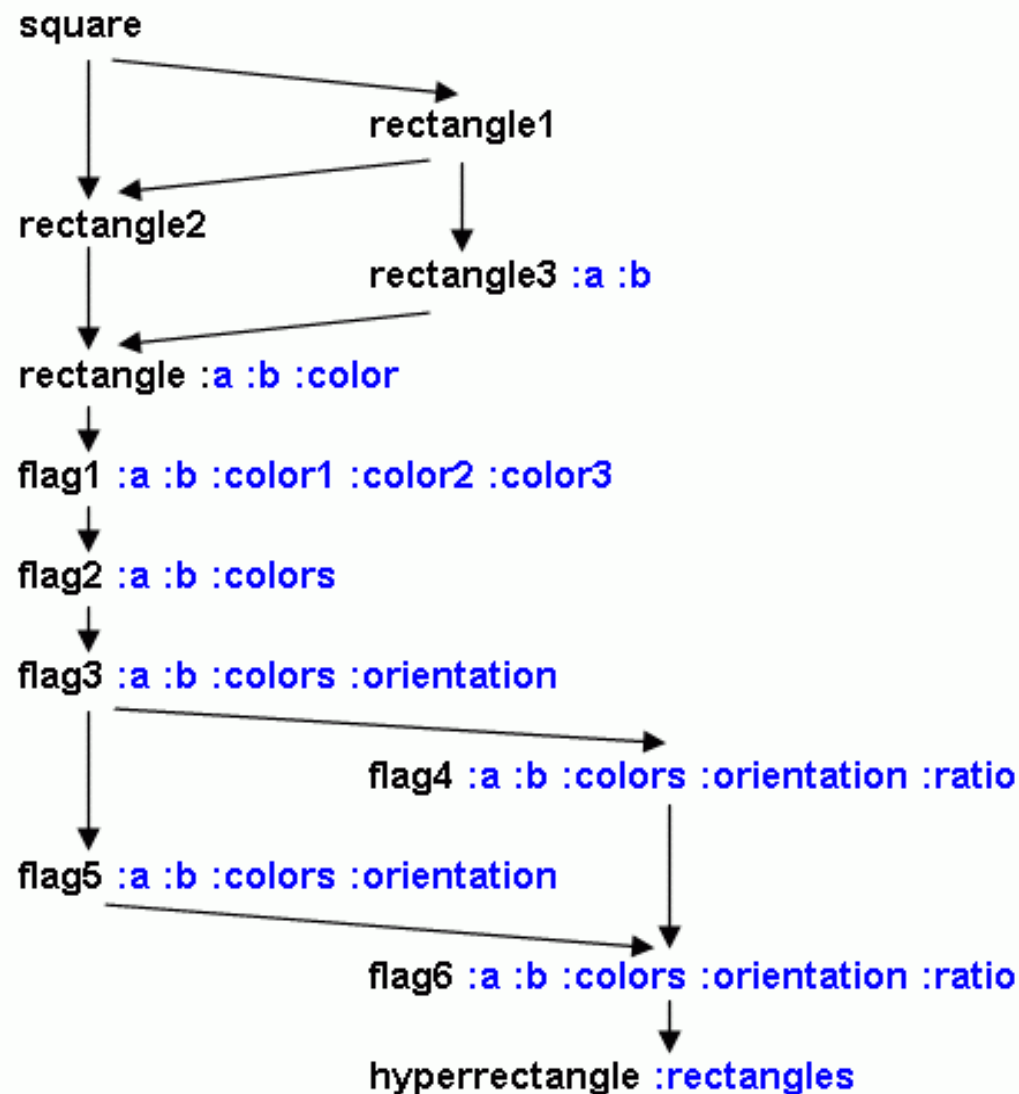 square
rectangle1
rectangle2
rectangle3 :a :b
rectangle :a :b :color
flag1 :a :b :color1 :color2 :color3
flag2 :a :b :colors
flag3 :a :b :colors :orientation
flag4 :a :b :colors :orientation :ratio
flag5 :a :b :colors :orientation
flag6 :a :b :colors :orientation :ratio
hyperrectangle :rectangles